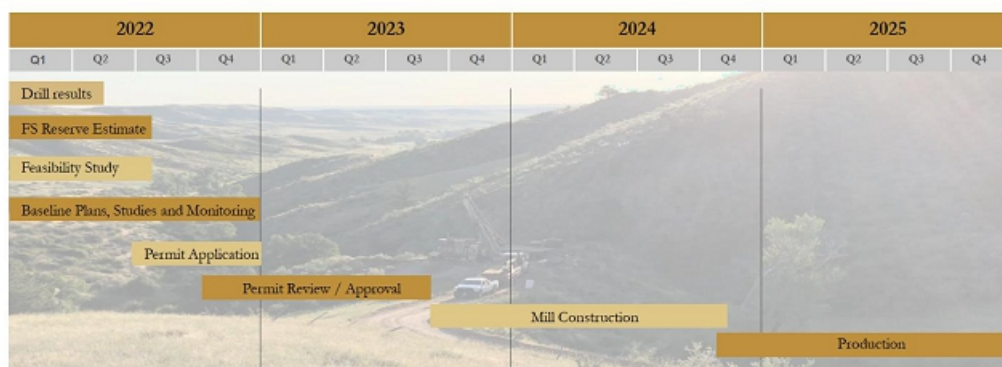 2022 2023 2024 2025
Q1 Q2 Q3 Q4 Q1 Q2 Q3 Q4 Q1 Q2 Q3 Q4 Q1 Q2 Q3 Q4
Drill results
FS Reserve Estimate
Feasibility Study
Baseline Plans, Studies and Monitoring
Permit Application
Permit Review / Approval
Mill Construction
Production